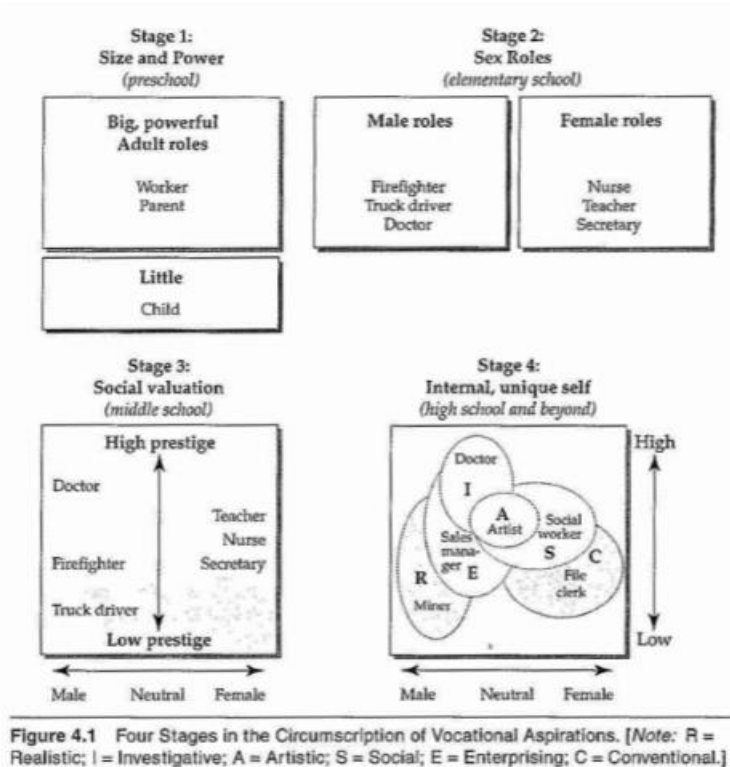 Stage 1:
Size and Power
(preschool)
Big, powerful
Adult roles
Worker
Parent
Little
Child
Stage 2:
Sex Roles
(elementary school)
Male roles
Firefighter
Truck driver
Doctor
Female roles
Nurse
Teacher
Secretary
Stage 3:
Social valuation
(middle school)
High prestige
Doctor
Teacher
Nurse
Firefighter
Secretary
Truck driver
Low prestige
Male Neutral Female
Stage 4:
Internal, unique self
(high school and beyond)
High
Doctor
I
A
Artist
Social
worker
S
Sales
mana-
ger E
C
File
clerk
R
Miner
Low
Male Neutral Female
Figure 4.1 Four Stages in the Circumscription of Vocational Aspirations. [Note: R =
Realistic; I = Investigative; A = Artistic; S = Social; E = Enterprising; C = Conventional.]